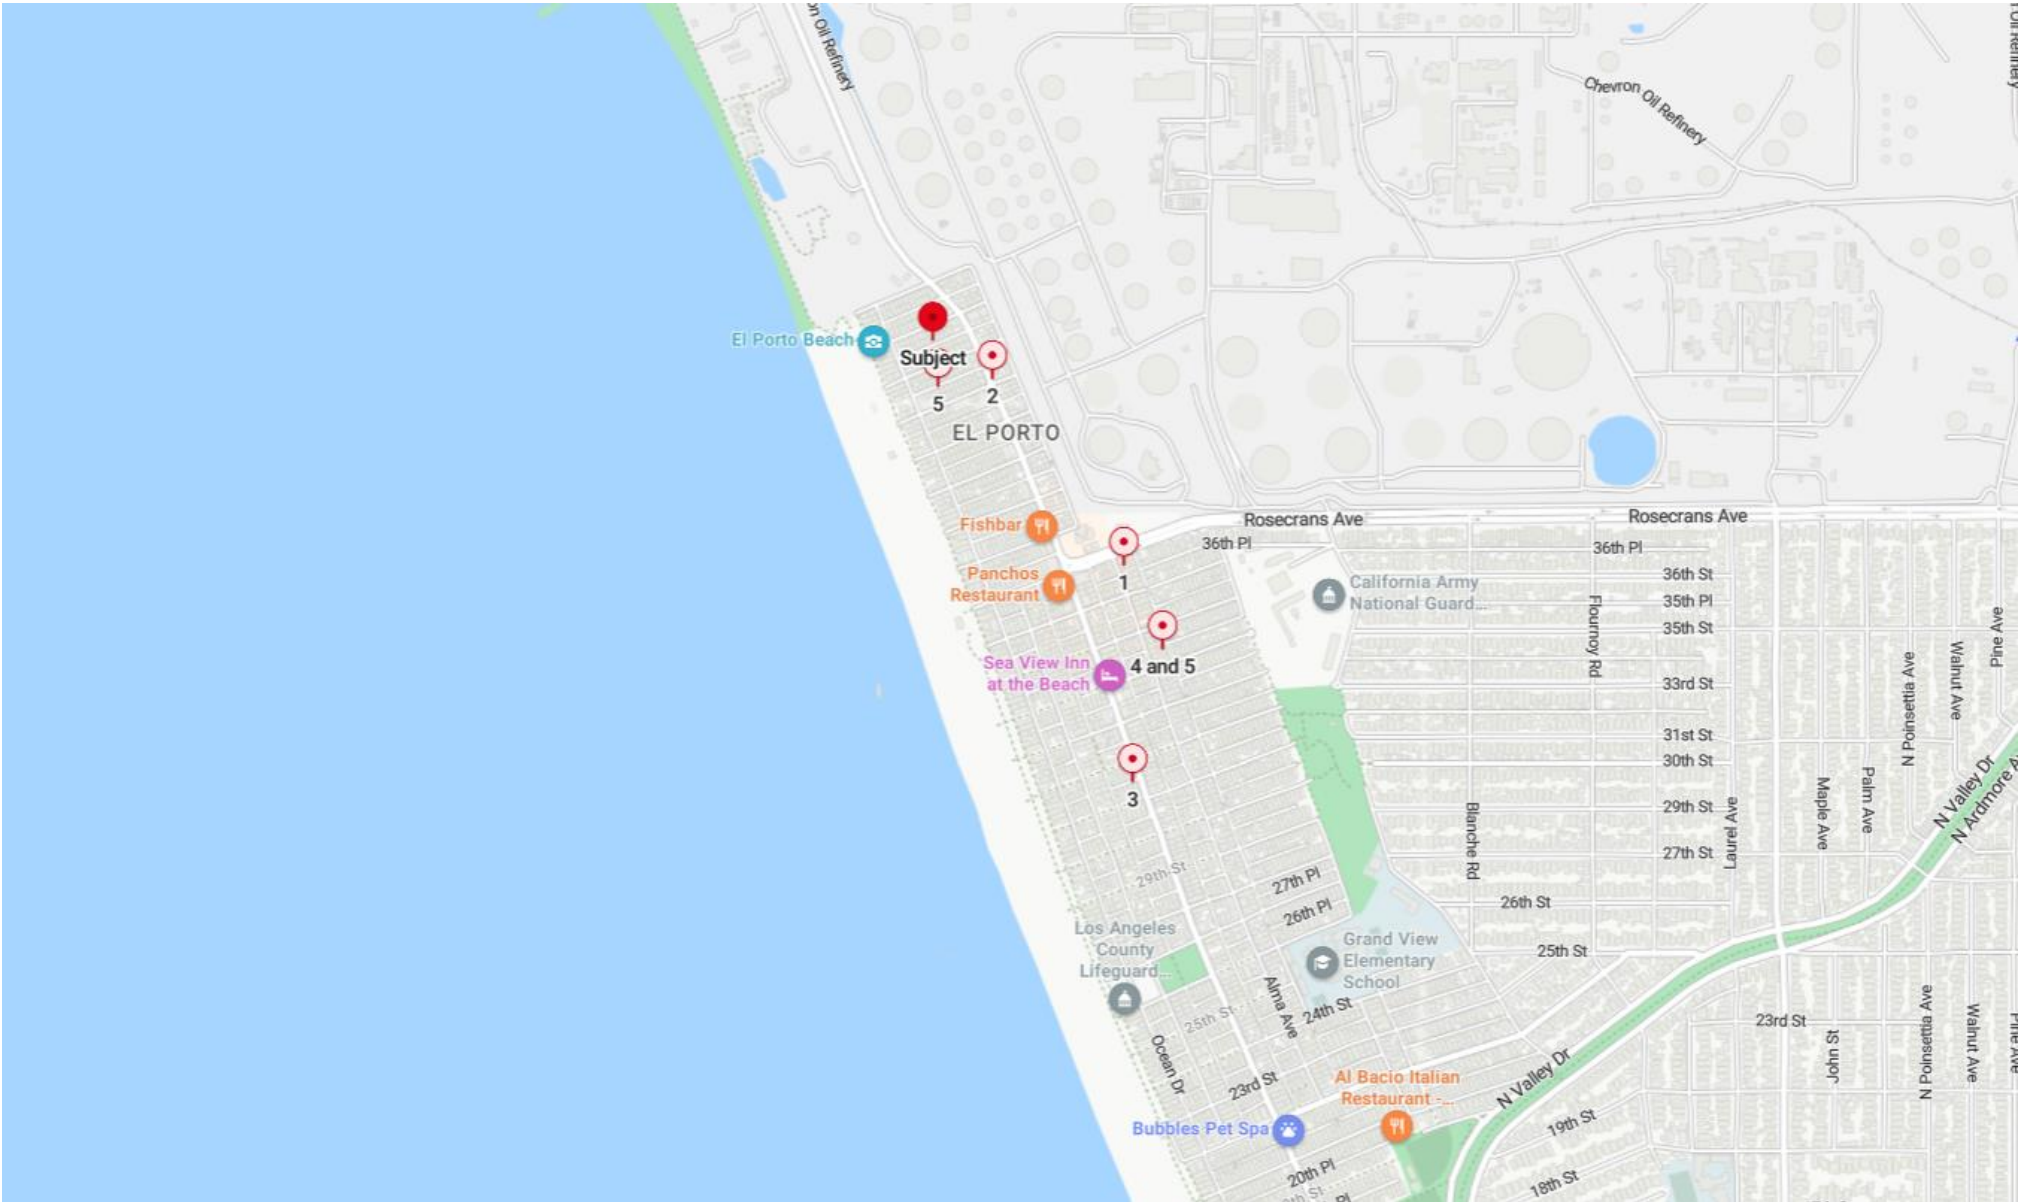 on Oil Refinery
Oil Refinery
Chevron Oil Refinery
El Porto Beach
Subject
5
2
EL PORTO
Fishbar
Rosecrans Ave
Rosecrans Ave
36th Pl
36th Pl
1
Panchos
Restaurant
California Army
National Guard...
36th St
35th Pl
35th St
Flournoy Rd
Pine Ave
Sea View Inn
at the Beach
4 and 5
33rd St
Walnut Ave
N Poinsettia Ave
31st St
30th St
3
29th St
Blanche Rd
Laurel Ave
Maple Ave
Palm Ave
N Valley Dr
N Ardmore A
27th St
29th St
27th Pl
26th Pl
26th St
Los Angeles
County
Lifeguard...
Grand View
Elementary
School
25th St
Alma Ave
24th St
25th St
23rd St
John St
N Poinsettia Ave
Walnut Ave
Pine Ave
Ocean Dr
23rd St
Al Bacio Italian
Restaurant -...
N Valley Dr
Bubbles Pet Spa
19th St
20th Pl
18th St
Pl